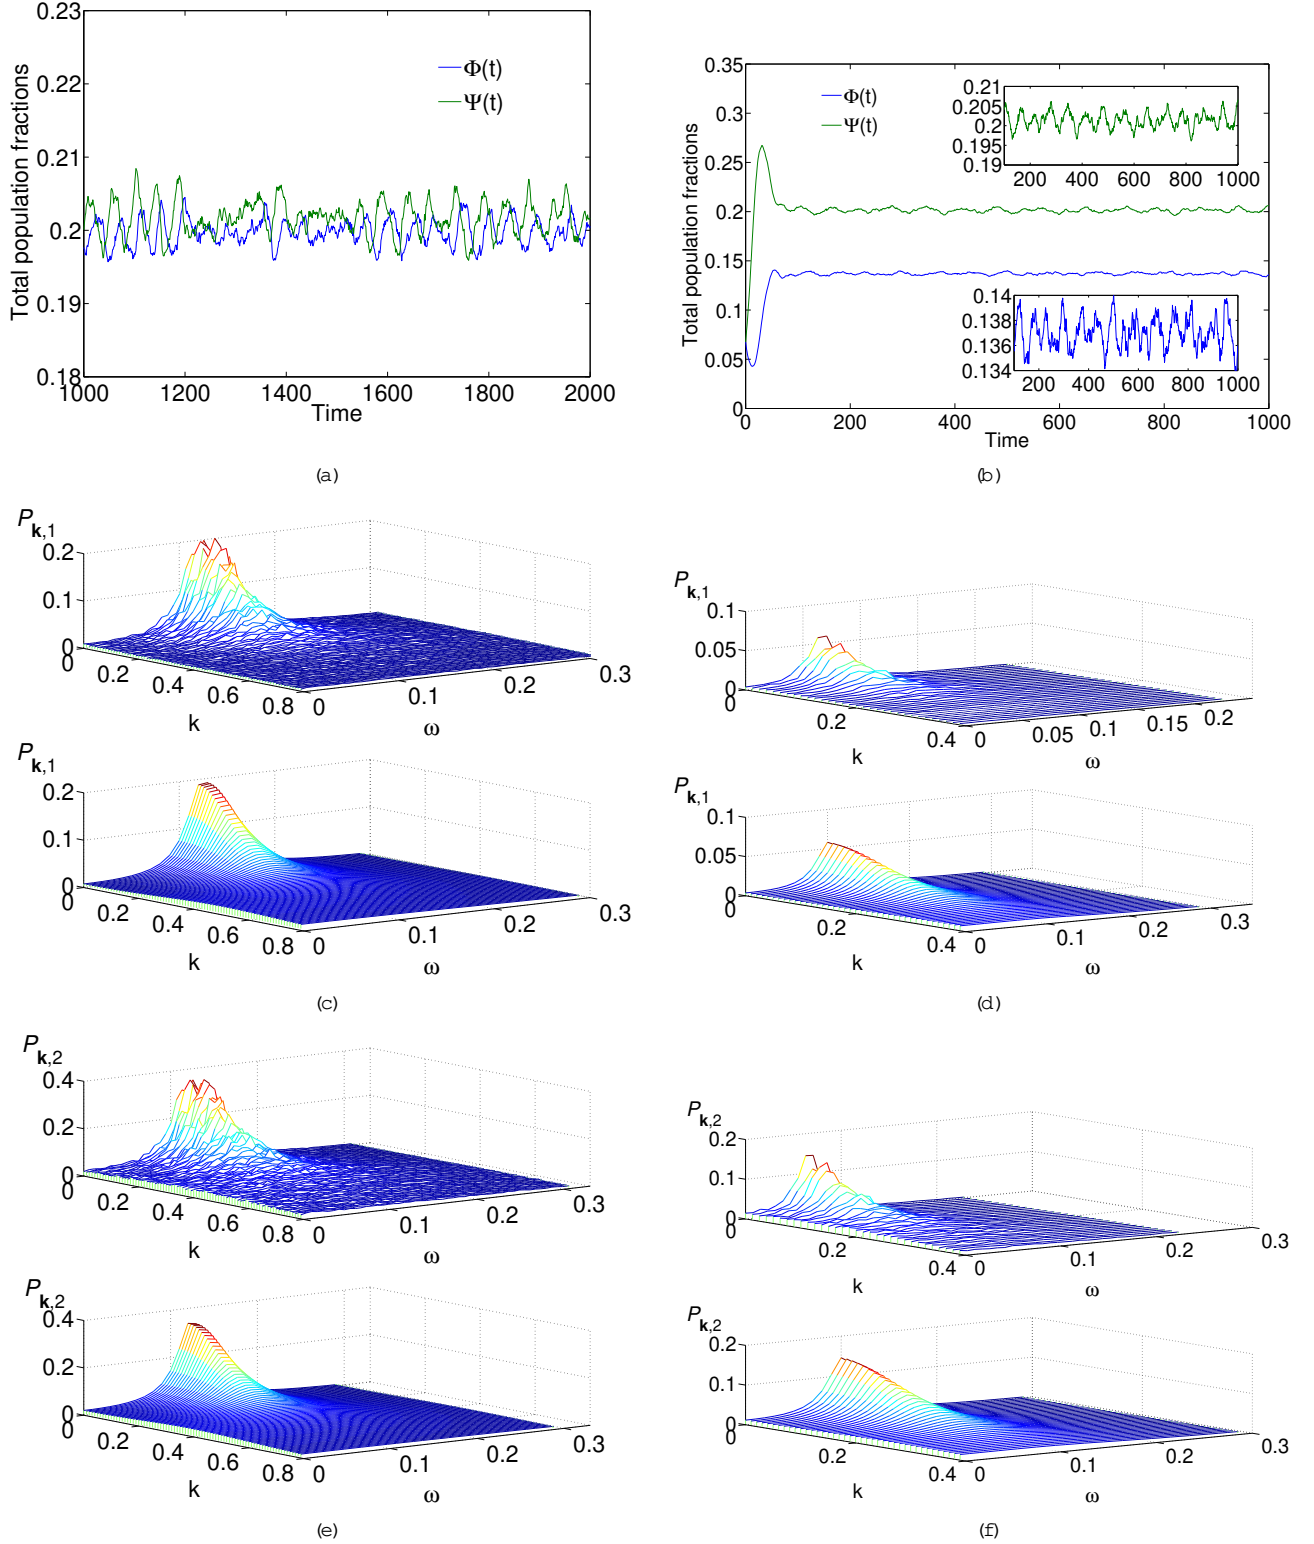 0.23
0.22
0.21
0.2
0.19
0.18
Total population fractions
Φ(t)
Ψ(t)
1000 1200 1400 1600 1800 2000
Time
(a)
0.35
0.3
0.25
0.2
0.15
0.1
0.05
0
Total population fractions
Φ(t)
Ψ(t)
0.21
0.205
0.2
0.195
0.19
200 400 600 800 1000
0.14
0.138
0.136
0.134
200 400 600 800 1000
0 200 400 600 800 1000
Time
(b)
P k,1
0.2
0.1
0
0 0.2 0.4 0.6 0.8
k
0 0.1 0.2 0.3
ω
P k,1
0.2
0.1
0
0 0.2 0.4 0.6 0.8
k
0 0.1 0.2 0.3
ω
(c)
P k,1
0.1
0.05
0
0 0.2 0.4
k
0 0.05 0.1 0.15 0.2
ω
P k,1
0.1
0.05
0
0 0.2 0.4
k
0 0.1 0.2 0.3
ω
(d)
P k,2
0.4
0.2
0
0 0.2 0.4 0.6 0.8
k
0 0.1 0.2 0.3
ω
P k,2
0.4
0.2
0
0 0.2 0.4 0.6 0.8
k
0 0.1 0.2 0.3
ω
(e)
P k,2
0.2
0.1
0
0 0.2 0.4
k
0 0.1 0.2 0.3
ω
P k,2
0.2
0.1
0
0 0.2 0.4
k
0 0.1 0.2 0.3
ω
(f)